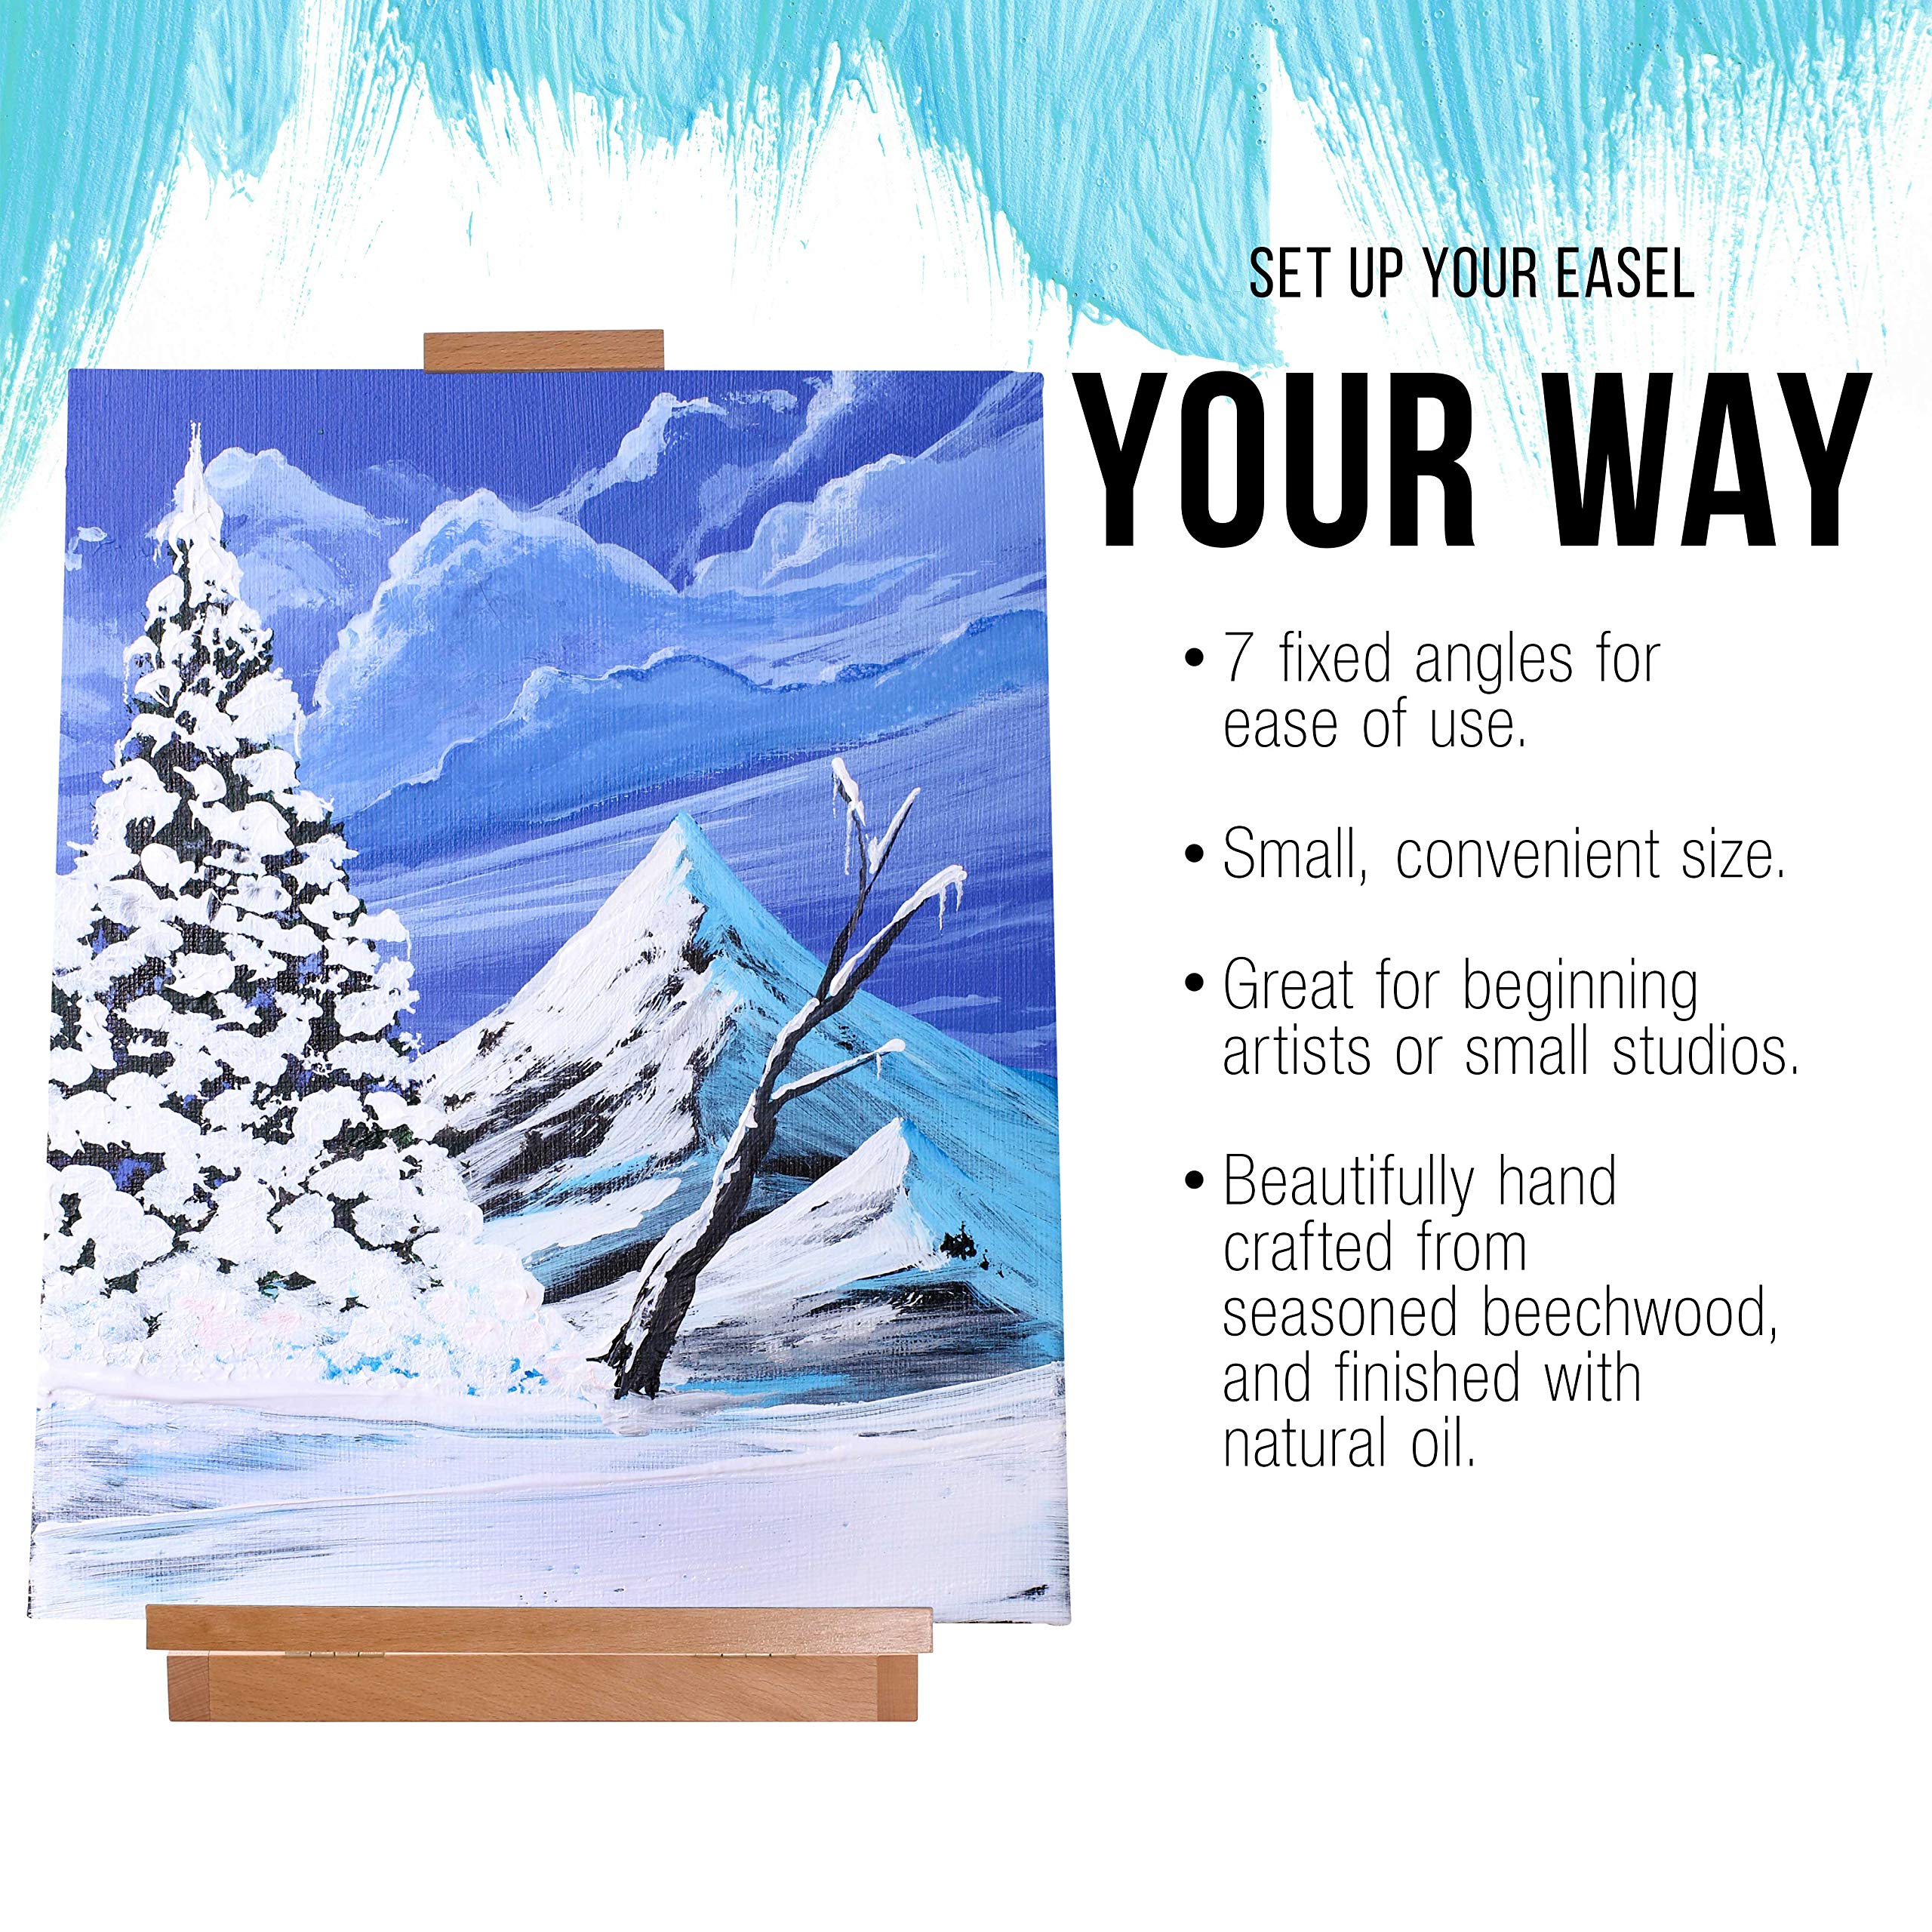 SET UP YOUR EASEL
YOUR WAY
• 7 fixed angles for
ease of use.
• Small, convenient size.
• Great for beginning
artists or small studios.
• Beautifully hand
crafted from
seasoned beechwood,
and finished with
natural oil.